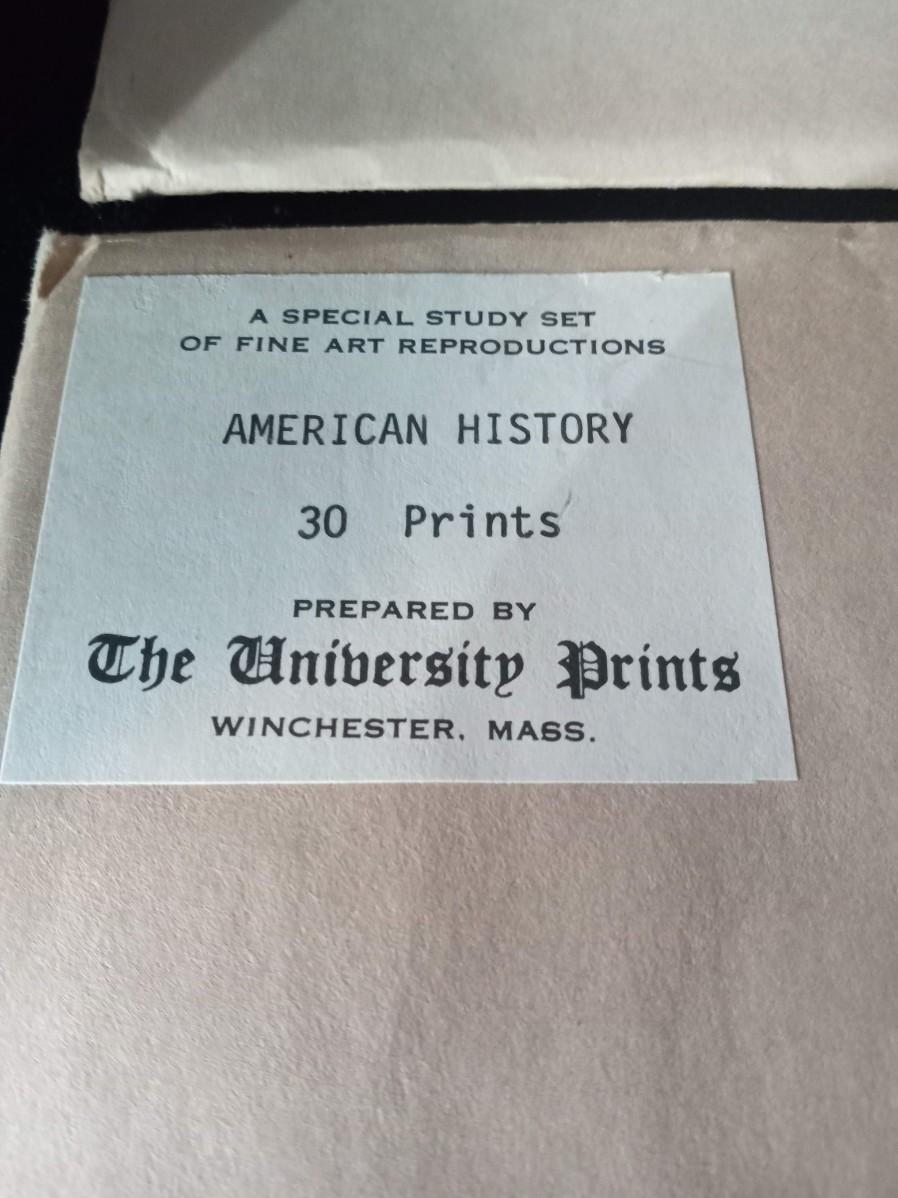 A SPECIAL STUDY SET
OF FINE ART REPRODUCTIONS
AMERICAN HISTORY
30 Prints
PREPARED BY
The University Prints
WINCHESTER, MASS.